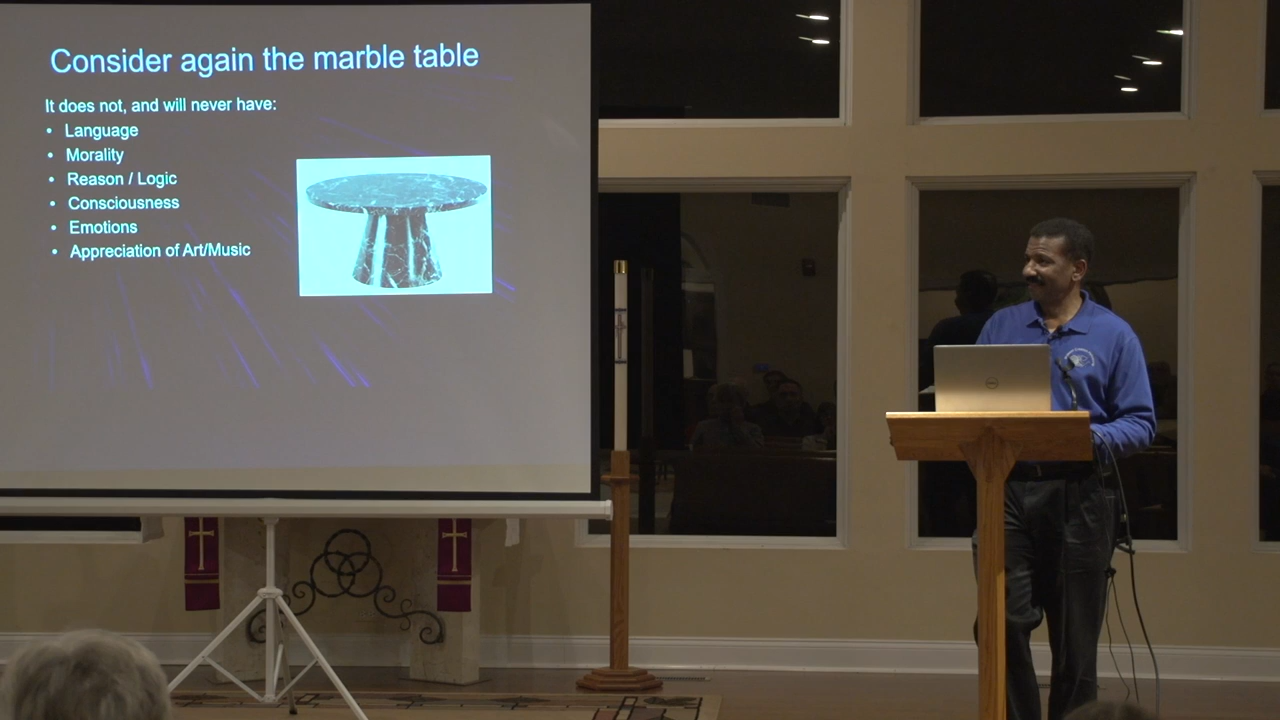 Consider again the marble table
It does not, and will never have:
• Language
• Morality
• Reason / Logic
• Consciousness
• Emotions
• Appreciation of Art/Music